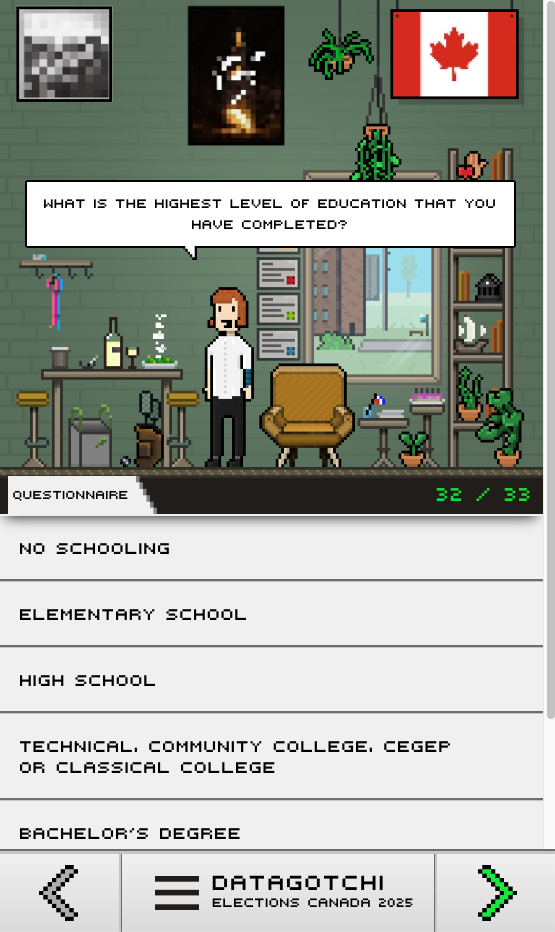 WHAT IS THE HIGHEST LEVEL OF EDUCATION THAT YOU
HAVE COMPLETED?
QUESTIONNAIRE
32 / 33
NO SCHOOLING
ELEMENTARY SCHOOL
HIGH SCHOOL
TECHNICAL, COMMUNITY COLLEGE, CEGEP
OR CLASSICAL COLLEGE
BACHELOR'S DEGREE
DATAGOTCHI
ELECTIONS CANADA 2025